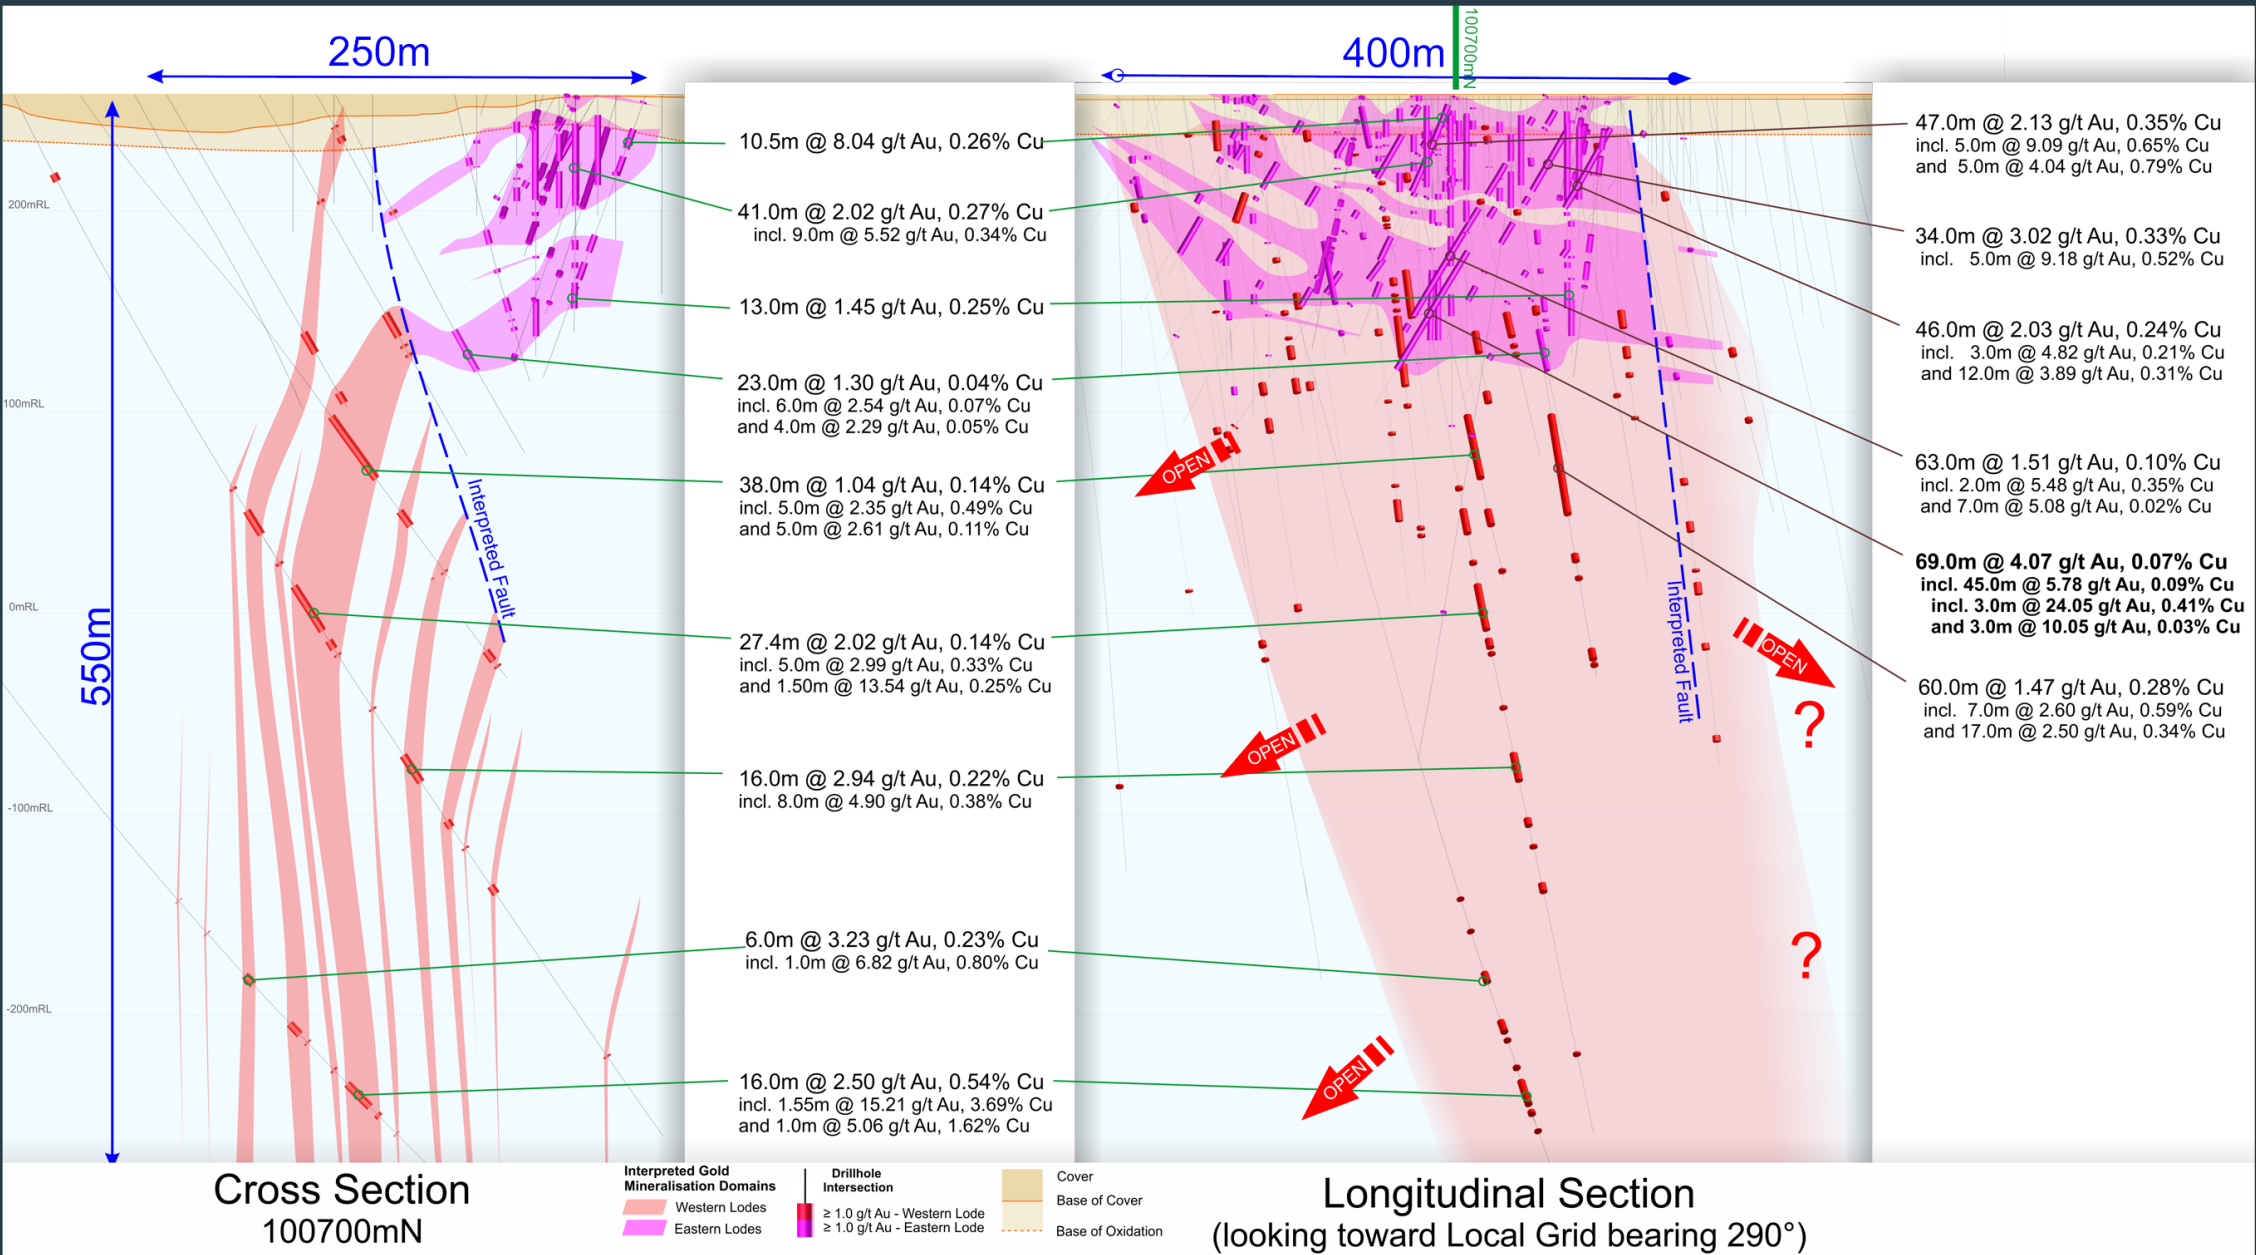 250m
400m
100700mN
550m
200mRL
100mRL
0mRL
-100mRL
-200mRL
Interpreted Fault
10.5m @ 8.04 g/t Au, 0.26% Cu
41.0m @ 2.02 g/t Au, 0.27% Cu
incl. 9.0m @ 5.52 g/t Au, 0.34% Cu
13.0m @ 1.45 g/t Au, 0.25% Cu
23.0m @ 1.30 g/t Au, 0.04% Cu
incl. 6.0m @ 2.54 g/t Au, 0.07% Cu
and 4.0m @ 2.29 g/t Au, 0.05% Cu
38.0m @ 1.04 g/t Au, 0.14% Cu
incl. 5.0m @ 2.35 g/t Au, 0.49% Cu
and 5.0m @ 2.61 g/t Au, 0.11% Cu
27.4m @ 2.02 g/t Au, 0.14% Cu
incl. 5.0m @ 2.99 g/t Au, 0.33% Cu
and 1.50m @ 13.54 g/t Au, 0.25% Cu
16.0m @ 2.94 g/t Au, 0.22% Cu
incl. 8.0m @ 4.90 g/t Au, 0.38% Cu
6.0m @ 3.23 g/t Au, 0.23% Cu
incl. 1.0m @ 6.82 g/t Au, 0.80% Cu
16.0m @ 2.50 g/t Au, 0.54% Cu
incl. 1.55m @ 15.21 g/t Au, 3.69% Cu
and 1.0m @ 5.06 g/t Au, 1.62% Cu
OPEN
OPEN
OPEN
OPEN
?
?
Interpreted Fault
47.0m @ 2.13 g/t Au, 0.35% Cu
incl. 5.0m @ 9.09 g/t Au, 0.65% Cu
and 5.0m @ 4.04 g/t Au, 0.79% Cu
34.0m @ 3.02 g/t Au, 0.33% Cu
incl. 5.0m @ 9.18 g/t Au, 0.52% Cu
46.0m @ 2.03 g/t Au, 0.24% Cu
incl. 3.0m @ 4.82 g/t Au, 0.21% Cu
and 12.0m @ 3.89 g/t Au, 0.31% Cu
63.0m @ 1.51 g/t Au, 0.10% Cu
incl. 2.0m @ 5.48 g/t Au, 0.35% Cu
and 7.0m @ 5.08 g/t Au, 0.02% Cu
69.0m @ 4.07 g/t Au, 0.07% Cu
incl. 45.0m @ 5.78 g/t Au, 0.09% Cu
incl. 3.0m @ 24.05 g/t Au, 0.41% Cu
and 3.0m @ 10.05 g/t Au, 0.03% Cu
60.0m @ 1.47 g/t Au, 0.28% Cu
incl. 7.0m @ 2.60 g/t Au, 0.59% Cu
and 17.0m @ 2.50 g/t Au, 0.34% Cu
Cross Section
100700mN
Interpreted Gold
Mineralisation Domains
Western Lodes
Eastern Lodes
Drillhole
Intersection
≥ 1.0 g/t Au - Western Lode
≥ 1.0 g/t Au - Eastern Lode
Cover
Base of Cover
Base of Oxidation
Longitudinal Section
(looking toward Local Grid bearing 290°)